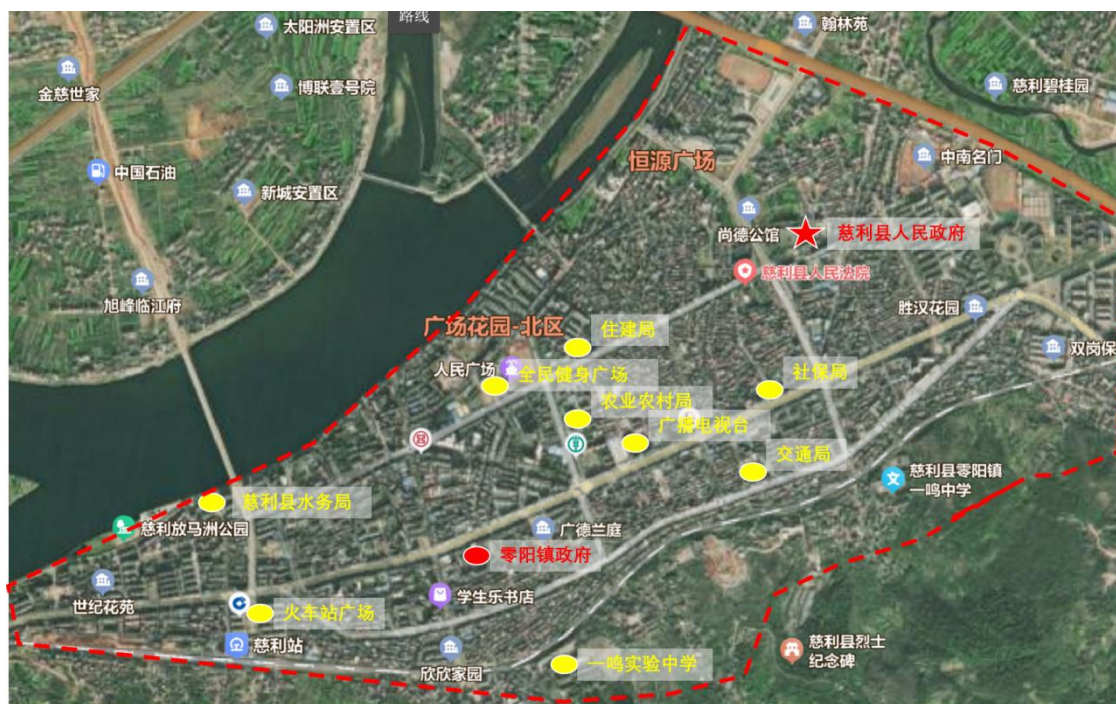 路线
太阳洲安置区
翰林苑
金慈世家
博联壹号院
慈利碧桂园
恒源广场
中南名门
中国石油
新城安置区
尚德公馆
慈利县人民政府
慈利县人民法院
旭峰临江府
胜汉花园
广场花园-北区
住建局
双岗保
人民广场
全民健身广场
社保局
农业农村局
广播电视台
交通局
慈利县零阳镇
一鸣中学
慈利县水务局
慈利放马洲公园
广德兰庭
零阳镇政府
世纪花苑
学生乐书店
火车站广场
慈利站
欣欣家园
一鸣实验中学
慈利县烈士
纪念碑